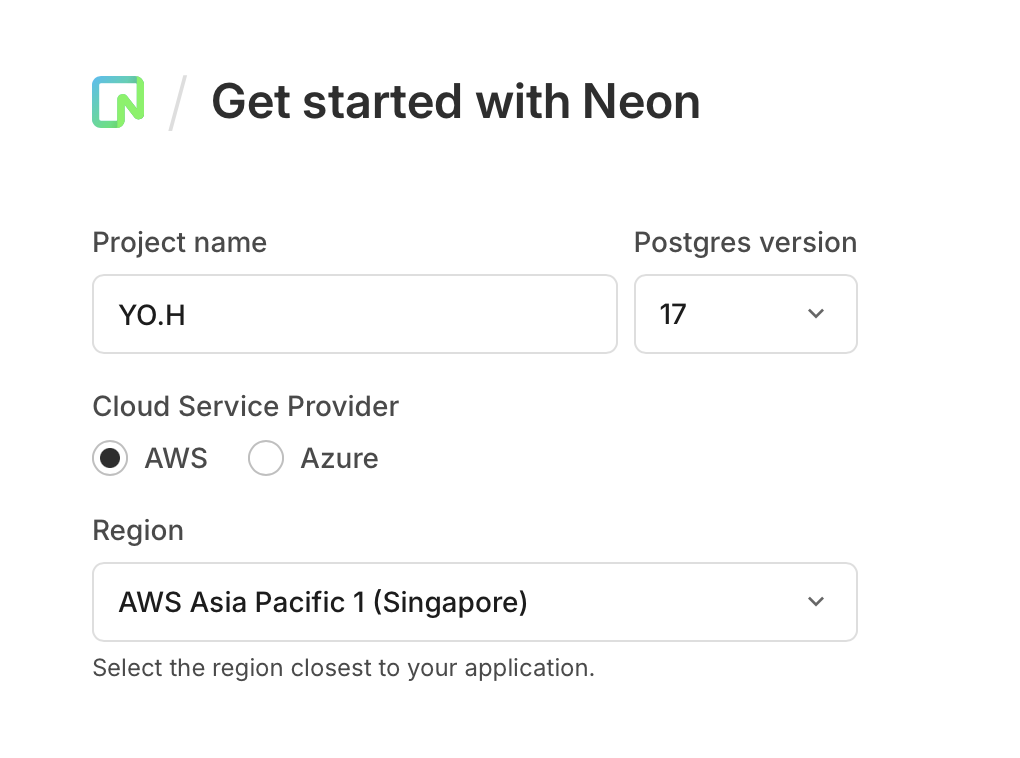 Get started with Neon
Project name
Postgres version
YO.H
17
Cloud Service Provider
AWS
Azure
Region
AWS Asia Pacific 1 (Singapore)
Select the region closest to your application.